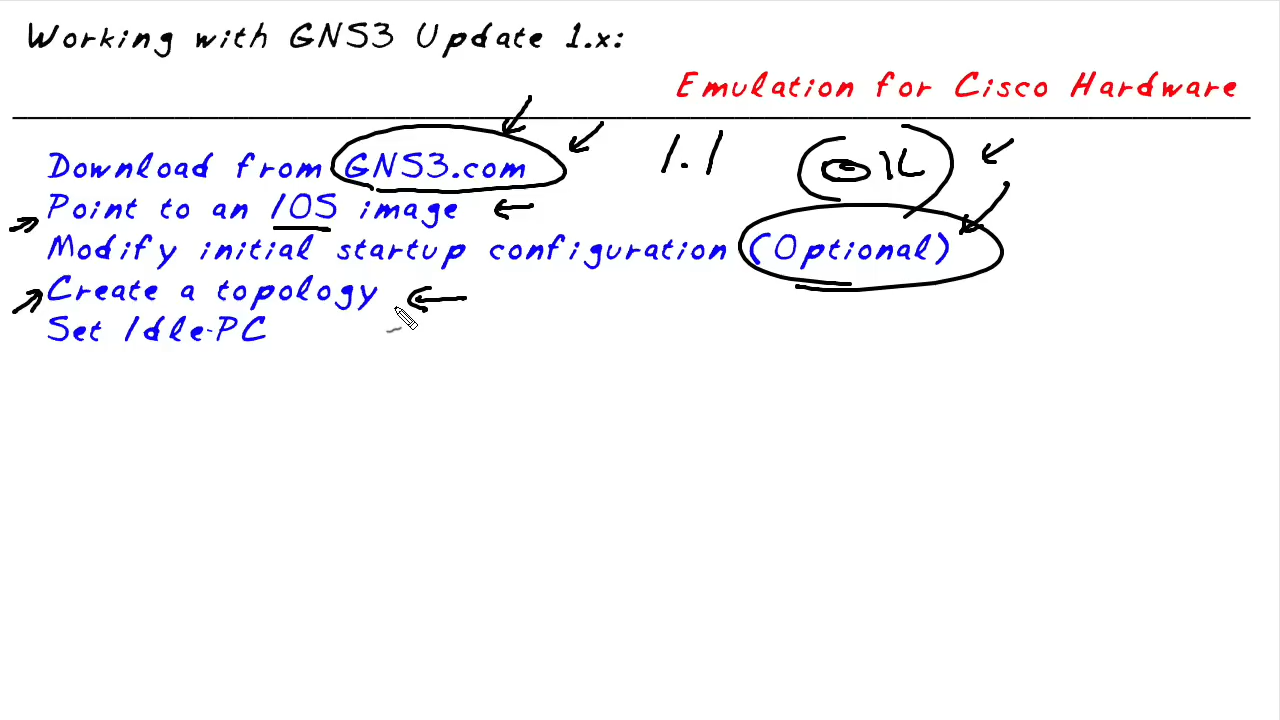 Working with GNS3 Update 1.x:
Emulation for Cisco Hardware
Download from GNS3.com 1.1
Point to an IOS image
Modify initial startup configuration (Optional)
Create a topology
Set Idle-PC